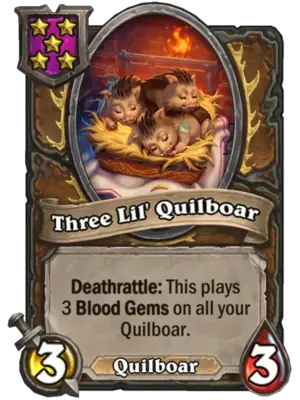 Three Lil' Quilboar
Deathrattle: This plays
3 Blood Gems on all your
Quilboar.
3
Quilboar
3